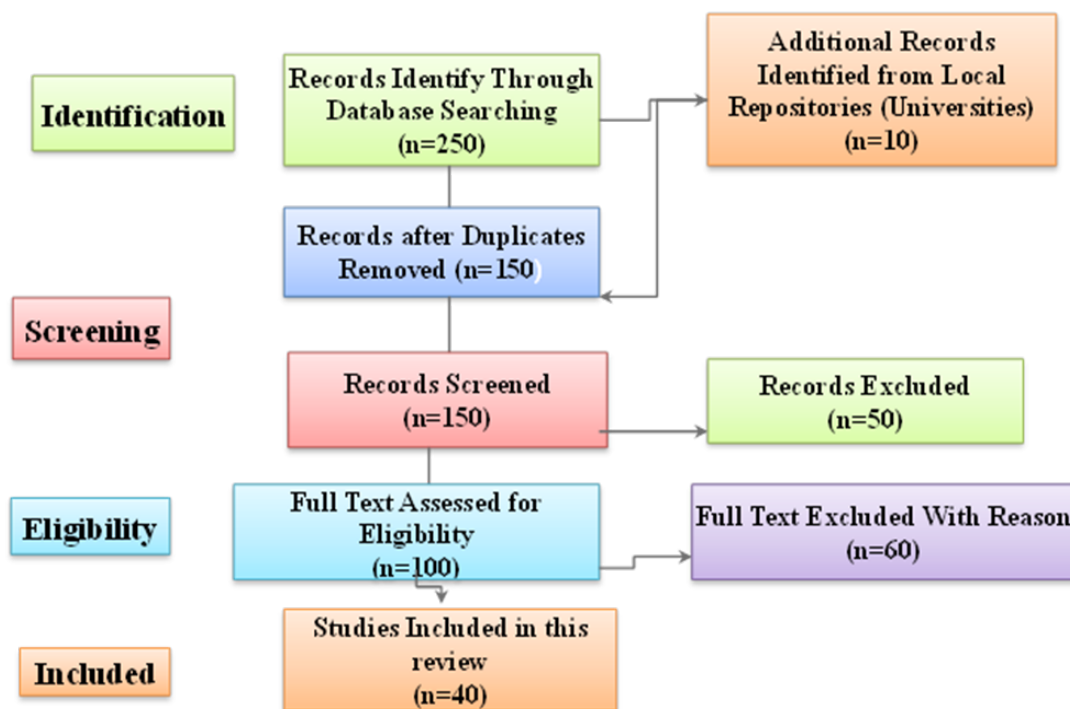 Identification
Records Identify Through
Database Searching
(n=250)
Additional Records
Identified from Local
Repositories (Universities)
(n=10)
Records after Duplicates
Removed (n=150)
Screening
Records Screened
(n=150)
Records Excluded
(n=50)
Eligibility
Full Text Assessed for
Eligibility
(n=100)
Full Text Excluded With Reason
(n=60)
Included
Studies Included in this
review
(n=40)